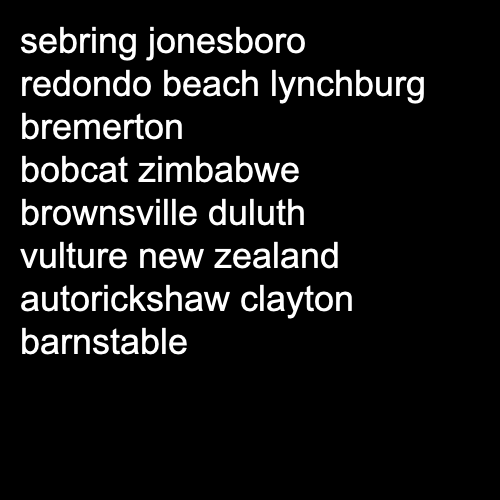 sebring jonesboro
redondo beach lynchburg
bremerton
bobcat zimbabwe
brownsville duluth
vulture new zealand
autorickshaw clayton
barnstable